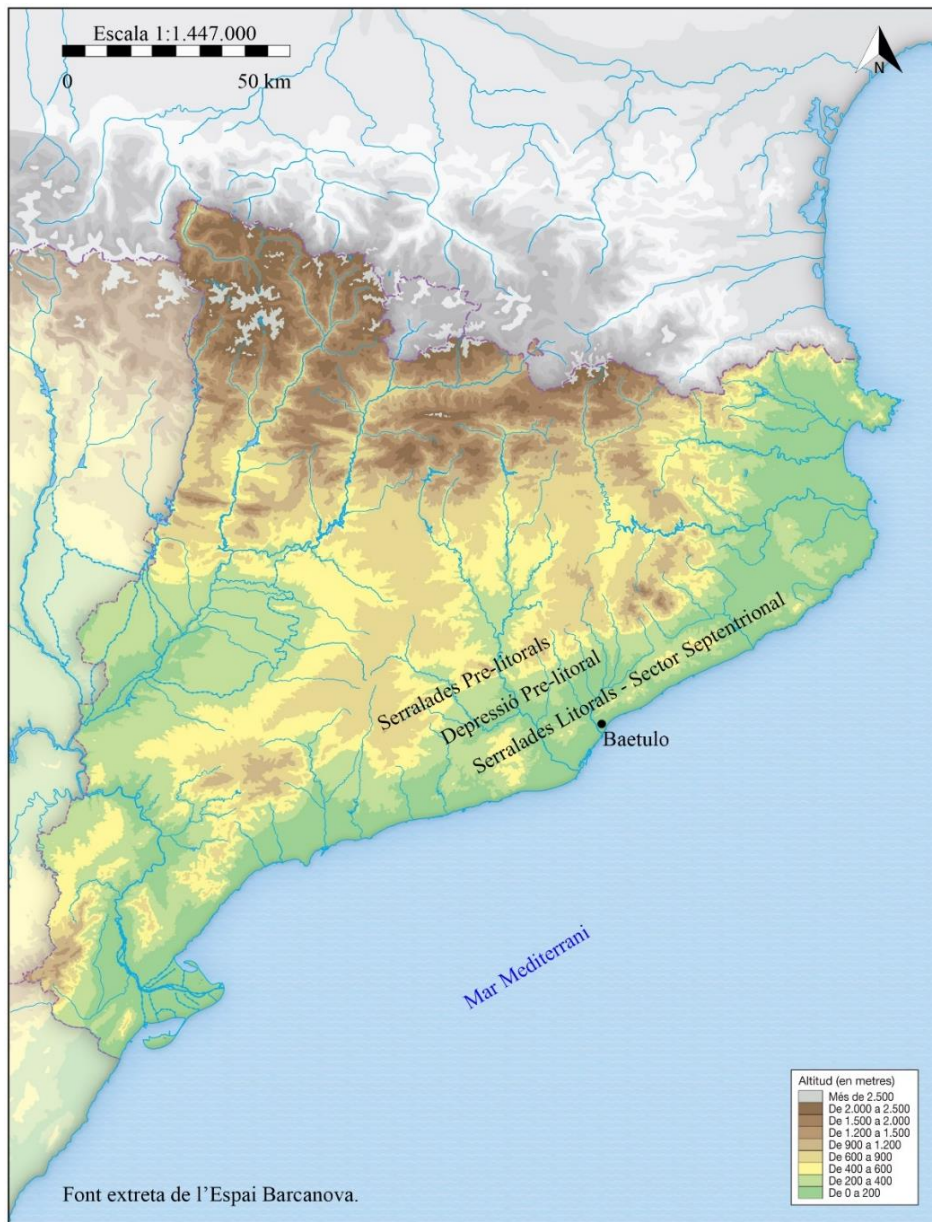 Escala 1:1.447.000
0 50 km
N
Serralades Pre-litorals
Depressió Pre-litoral
Serralades Litorals - Sector Septentrional
Baetulo
Mar Mediterrani
Altitud (en metres)
Més de 2.500
De 2.000 a 2.500
De 1.500 a 2.000
De 1.200 a 1.500
De 900 a 1.200
De 600 a 900
De 400 a 600
De 200 a 400
De 0 a 200
Font extreta de l’Espai Barcanova.